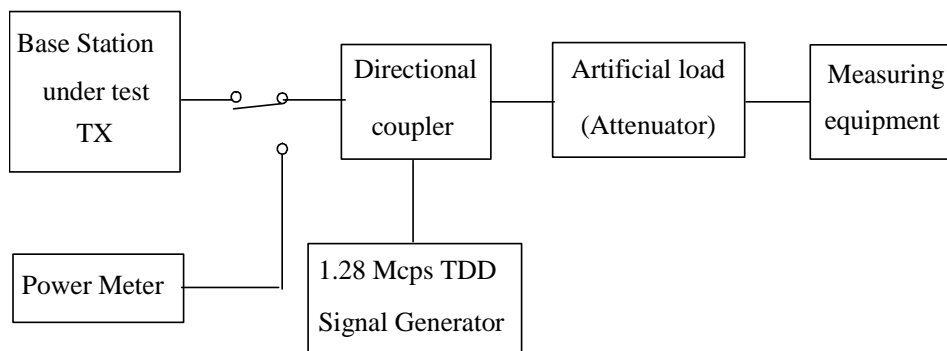 Base Station
under test
TX
Directional
coupler
Artificial load
(Attenuator)
Measuring
equipment
Power Meter
1.28 Mcps TDD
Signal Generator